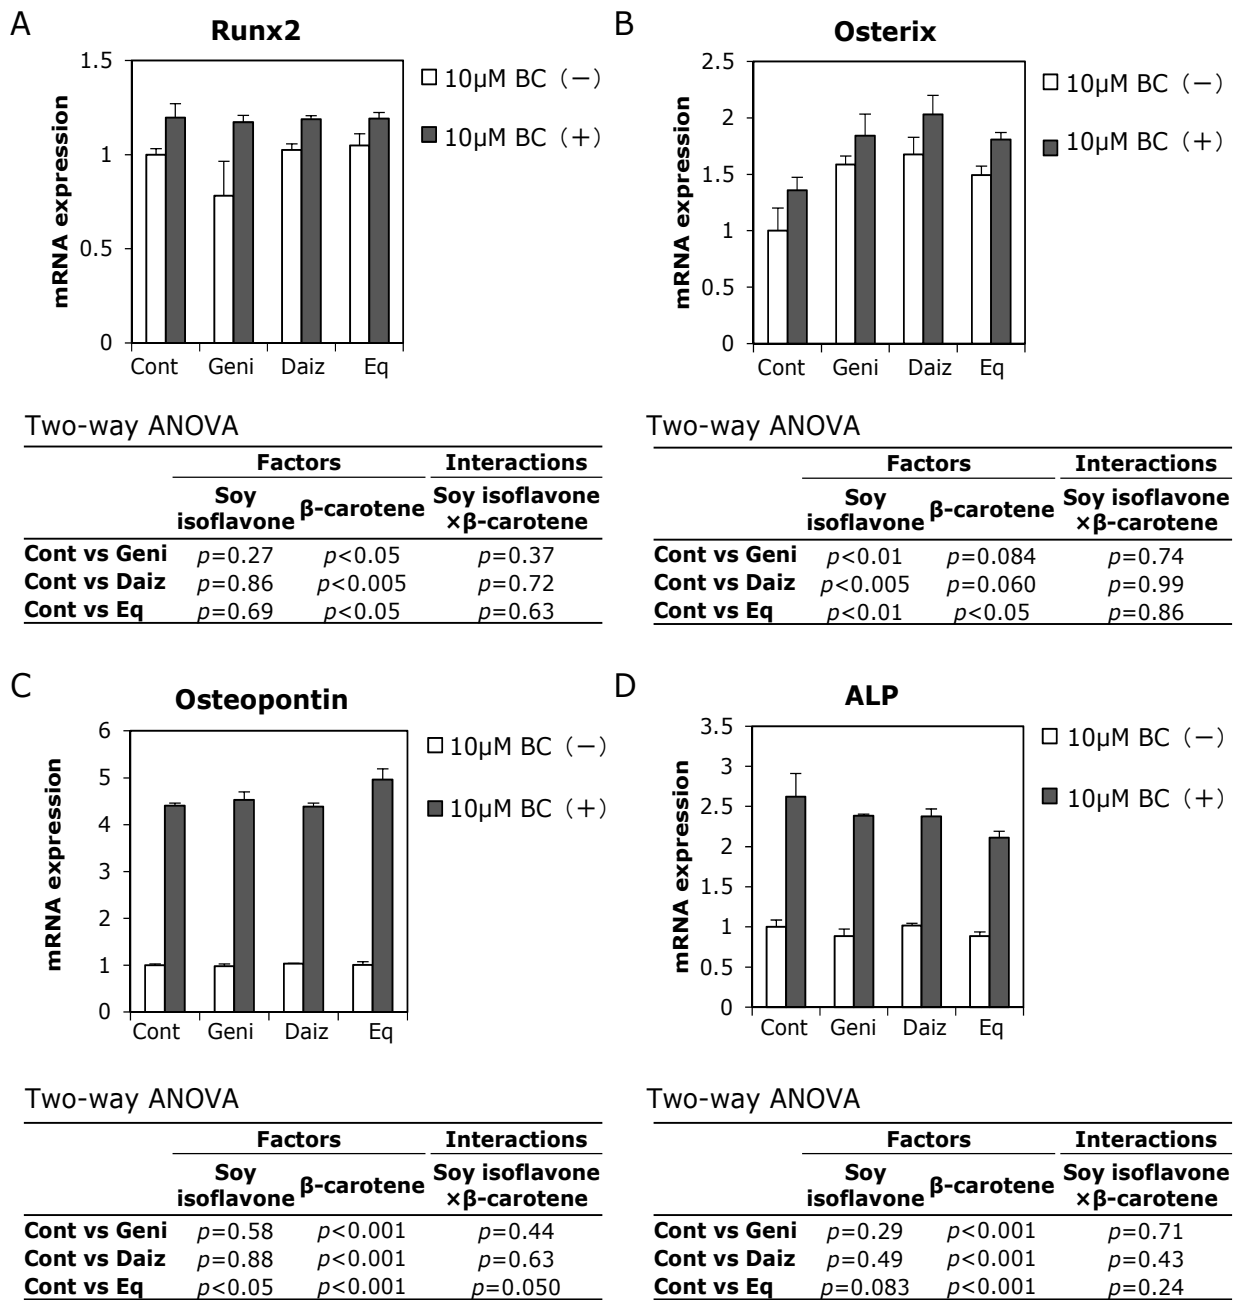 A
Runx2
1.5
1
0.5
0
mRNA expression
Cont Geni Daiz Eq
10μM BC（−）
10μM BC（+）
Two-way ANOVA
Factors Interactions
Soy isoflavone β-carotene Soy isoflavone ×β-carotene
Cont vs Geni p=0.27 p<0.05 p=0.37
Cont vs Daiz p=0.86 p<0.005 p=0.72
Cont vs Eq p=0.69 p<0.05 p=0.63
B
Osterix
2.5
2
1.5
1
0.5
0
mRNA expression
Cont Geni Daiz Eq
10μM BC（−）
10μM BC（+）
Two-way ANOVA
Factors Interactions
Soy isoflavone β-carotene Soy isoflavone ×β-carotene
Cont vs Geni p<0.01 p=0.084 p=0.74
Cont vs Daiz p<0.005 p=0.060 p=0.99
Cont vs Eq p<0.01 p<0.05 p=0.86
C
Osteopontin
6
5
4
3
2
1
0
mRNA expression
Cont Geni Daiz Eq
10μM BC（−）
10μM BC（+）
Two-way ANOVA
Factors Interactions
Soy isoflavone β-carotene Soy isoflavone ×β-carotene
Cont vs Geni p=0.58 p<0.001 p=0.44
Cont vs Daiz p=0.88 p<0.001 p=0.63
Cont vs Eq p<0.05 p<0.001 p=0.050
D
ALP
3.5
3
2.5
2
1.5
1
0.5
0
mRNA expression
Cont Geni Daiz Eq
10μM BC（−）
10μM BC（+）
Two-way ANOVA
Factors Interactions
Soy isoflavone β-carotene Soy isoflavone ×β-carotene
Cont vs Geni p=0.29 p<0.001 p=0.71
Cont vs Daiz p=0.49 p<0.001 p=0.43
Cont vs Eq p=0.083 p<0.001 p=0.24